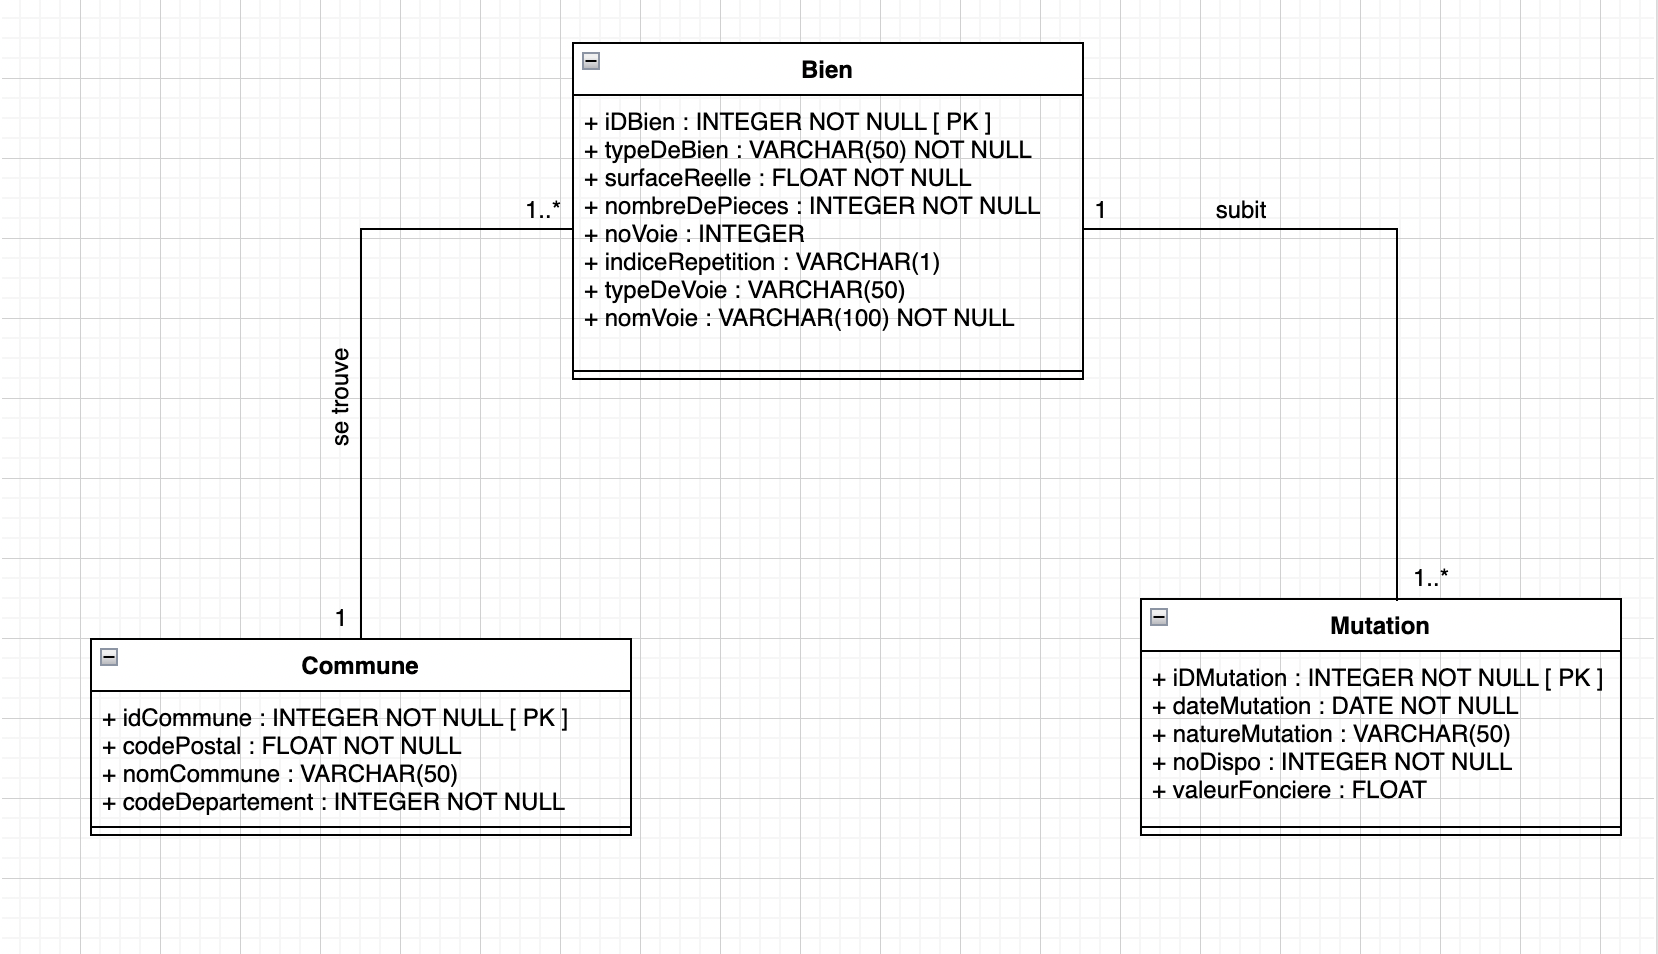 Bien
+ iDBien : INTEGER NOT NULL [ PK ]
+ typeDeBien : VARCHAR(50) NOT NULL
+ surfaceReelle : FLOAT NOT NULL
+ nombreDePieces : INTEGER NOT NULL
+ noVoie : INTEGER
+ indiceRepetition : VARCHAR(1)
+ typeDeVoie : VARCHAR(50)
+ nomVoie : VARCHAR(100) NOT NULL
1..*
se trouve
1
1
subit
1..*
Commune
+ idCommune : INTEGER NOT NULL [ PK ]
+ codePostal : FLOAT NOT NULL
+ nomCommune : VARCHAR(50)
+ codeDepartement : INTEGER NOT NULL
Mutation
+ iDMutation : INTEGER NOT NULL [ PK ]
+ dateMutation : DATE NOT NULL
+ natureMutation : VARCHAR(50)
+ noDispo : INTEGER NOT NULL
+ valeurFonciere : FLOAT